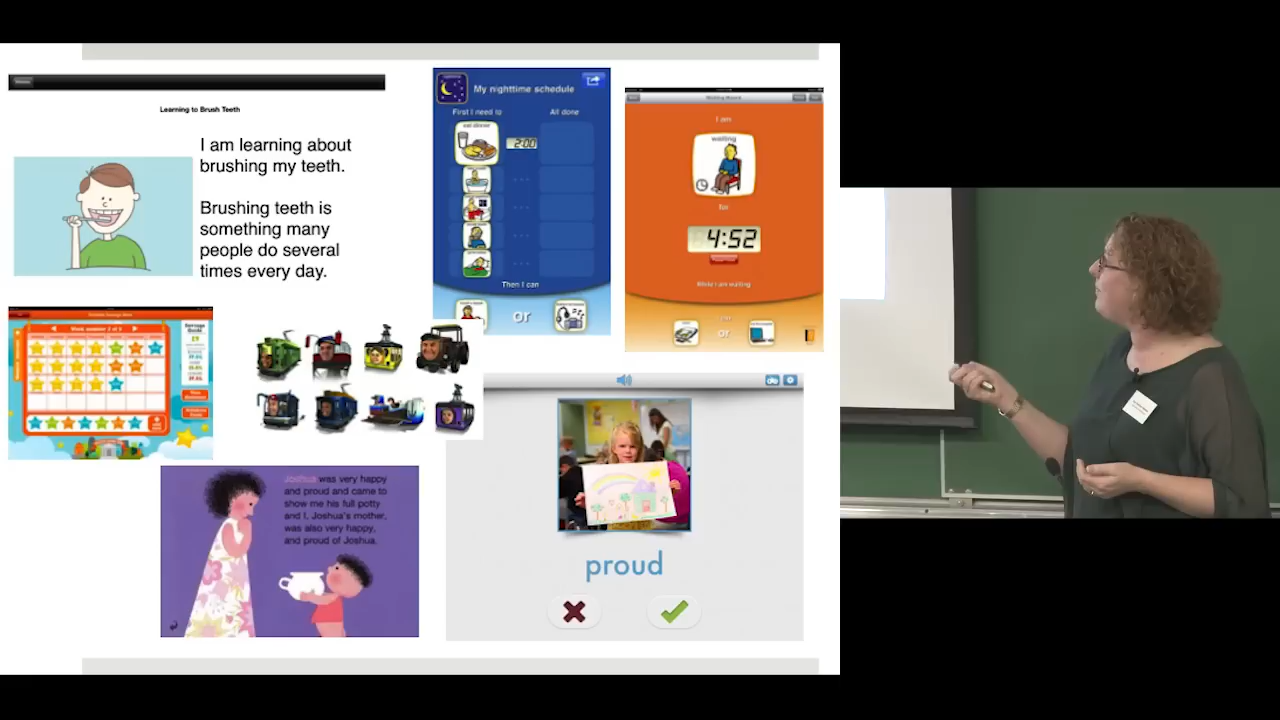 Learning to Brush Teeth
I am learning about
brushing my teeth.
Brushing teeth is
something many
people do several
times every day.
My nighttime schedule
First I need to
All done
eat dinner
2:00
Then I can
or
I am
waiting
for
4:52
While I am waiting
or
Joshua was very happy
and proud and came to
show me his full potty
and I, Joshua's mother,
was also very happy,
and proud of Joshua.
proud